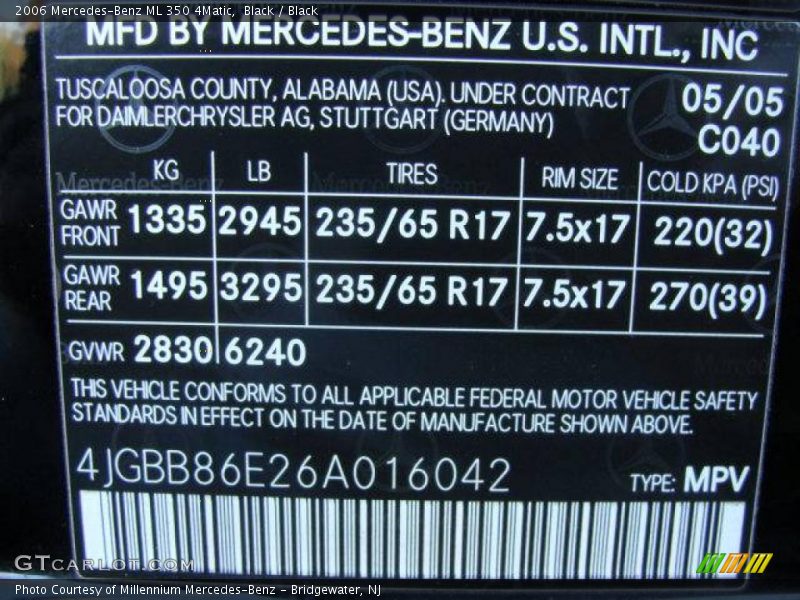 2006 Mercedes-Benz ML 350 4Matic, Black / Black
MFD BY MERCEDES-BENZ U.S. INTL., INC
TUSCALOOSA COUNTY, ALABAMA (USA). UNDER CONTRACT 05/05
FOR DAIMLERCHRYSLER AG, STUTTGART (GERMANY)
C040
KG LB TIRES RIM SIZE COLD KPA (PSI)
Mercedes-Benz
GAWR FRONT 1335 2945 235/65 R17 7.5x17 220(32)
GAWR REAR 1495 3295 235/65 R17 7.5x17 270(39)
GVWR 2830 6240
THIS VEHICLE CONFORMS TO ALL APPLICABLE FEDERAL MOTOR VEHICLE SAFETY
STANDARDS IN EFFECT ON THE DATE OF MANUFACTURE SHOWN ABOVE.
4JGBB86E26A016042 TYPE: MPV
GTCARLOT.COM
Photo Courtesy of Millennium Mercedes-Benz - Bridgewater, NJ